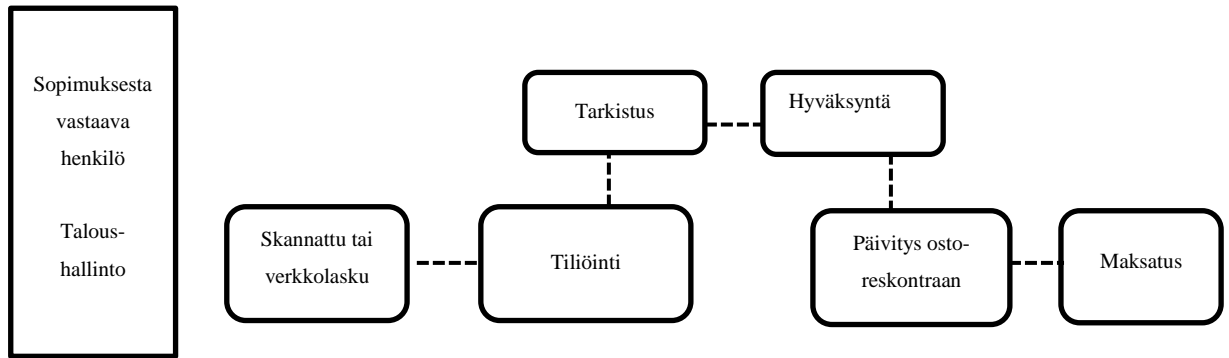 Sopimuksesta
vastaava
henkilö
Talous-
hallinto
Tarkistus
Hyväksyntä
Skannattu tai
verkkolasku
Tiliöinti
Päivitys osto-
reskontraan
Maksatus